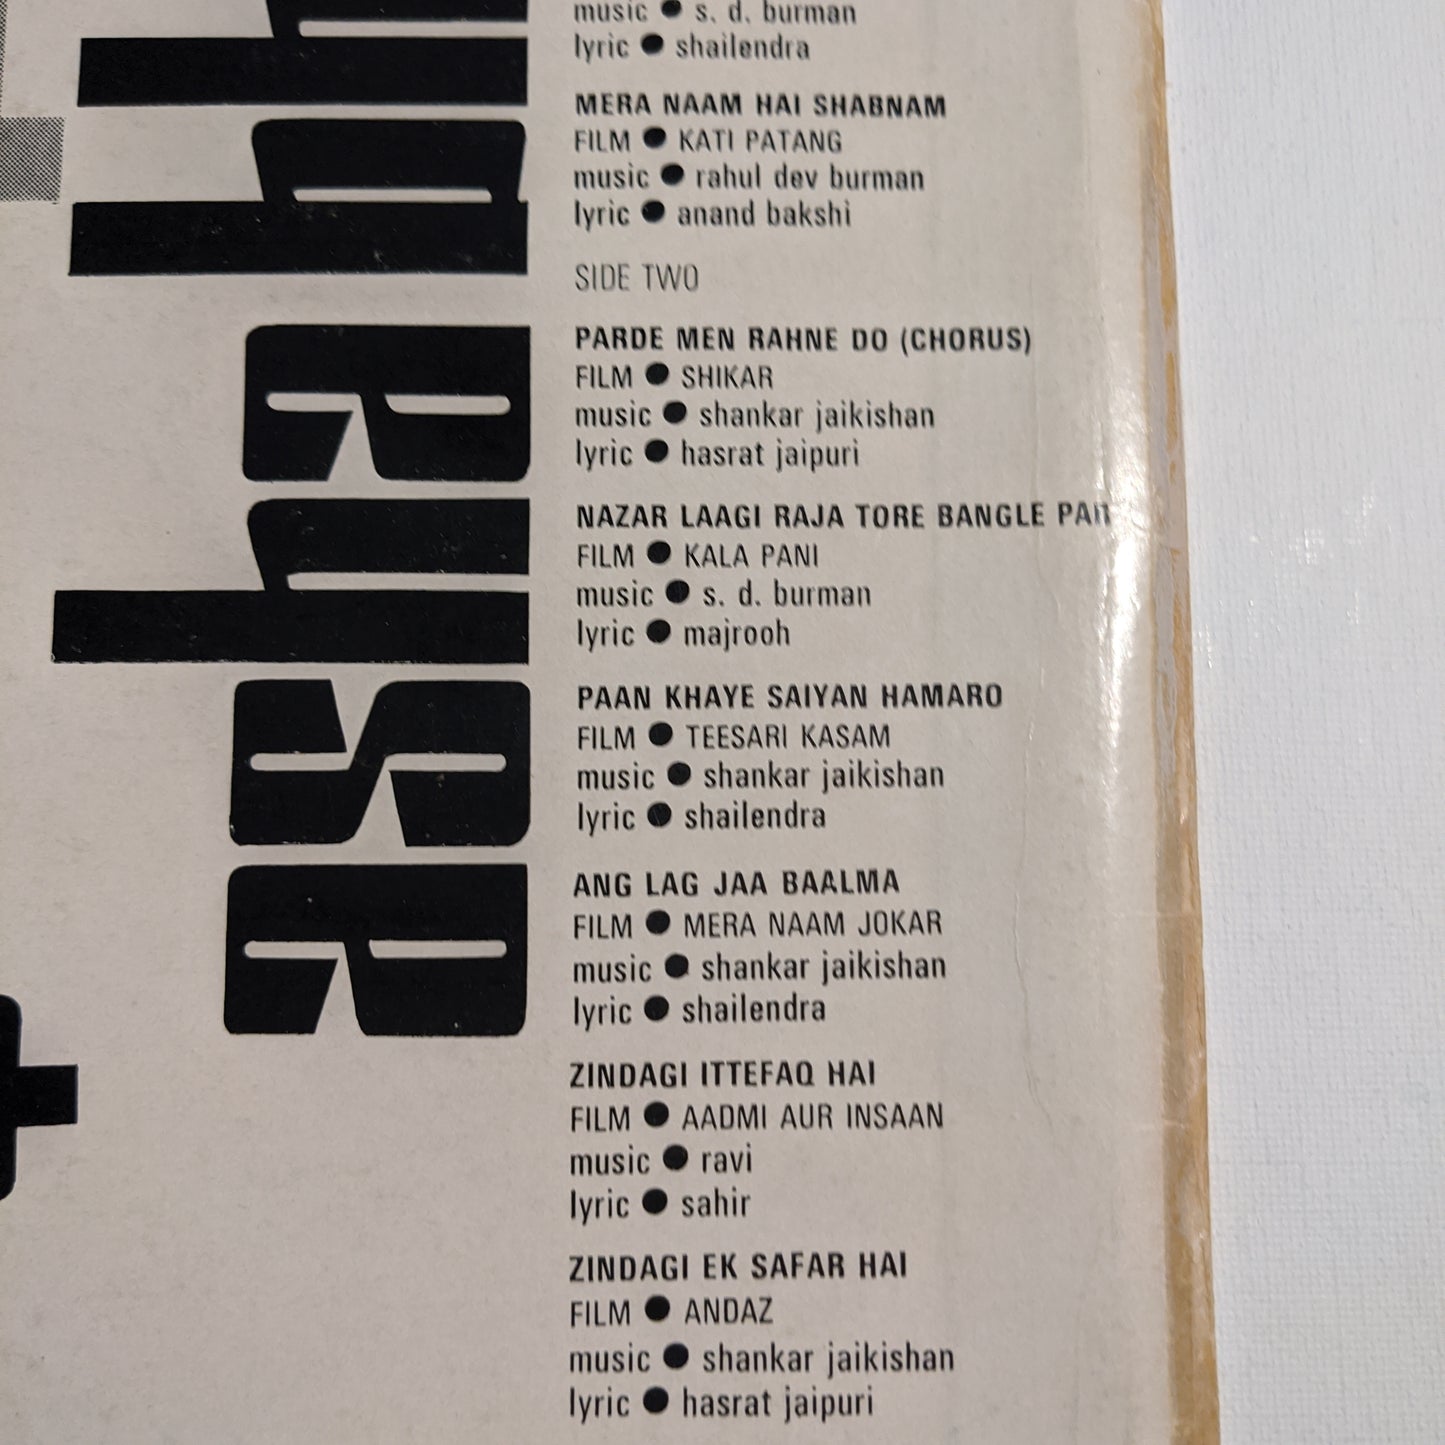 music ● s. d. burman
lyric ● shailendra
MERA NAAM HAI SHABNAM
FILM ● KATI PATANG
music ● rahul dev burman
lyric ● anand bakshi
SIDE TWO
PARDE MEN RAHNE DO (CHORUS)
FILM ● SHIKAR
music ● shankar jaikishan
lyric ● hasrat jaipuri
NAZAR LAAGI RAJA TORE BANGLE PAR
FILM ● KALA PANI
music ● s. d. burman
lyric ● majrooh
PAAN KHAYE SAIYAN HAMARO
FILM ● TEESARI KASAM
music ● shankar jaikishan
lyric ● shailendra
ANG LAG JAA BAALMA
FILM ● MERA NAAM JOKAR
music ● shankar jaikishan
lyric ● shailendra
ZINDAGI ITTEFAQ HAI
FILM ● AADMI AUR INSAAN
music ● ravi
lyric ● sahir
ZINDAGI EK SAFAR HAI
FILM ● ANDAZ
music ● shankar jaikishan
lyric ● hasrat jaipuri
asha